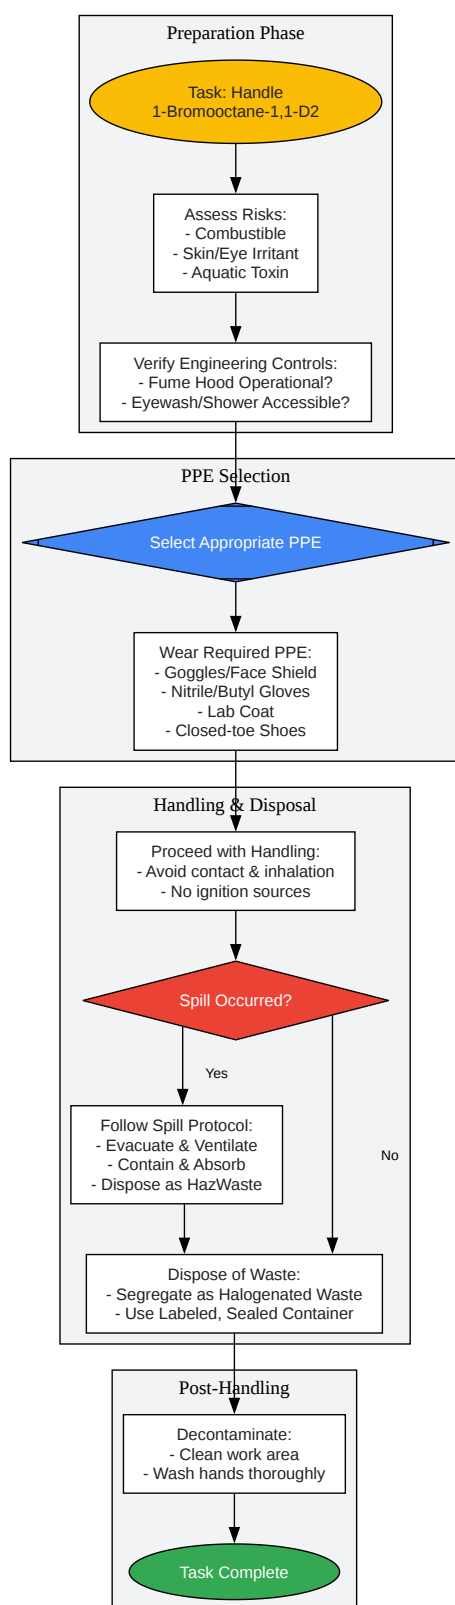 Preparation Phase
Task: Handle
1-Bromooctane-1,1-D2
Assess Risks:
- Combustible
- Skin/Eye Irritant
- Aquatic Toxin
Verify Engineering Controls:
- Fume Hood Operational?
- Eyewash/Shower Accessible?
PPE Selection
Select Appropriate PPE
Wear Required PPE:
- Goggles/Face Shield
- Nitrile/Butyl Gloves
- Lab Coat
- Closed-toe Shoes
Handling & Disposal
Proceed with Handling:
- Avoid contact & inhalation
- No ignition sources
Spill Occurred?
Yes
Follow Spill Protocol:
- Evacuate & Ventilate
- Contain & Absorb
- Dispose as HazWaste
No
Dispose of Waste:
- Segregate as Halogenated Waste
- Use Labeled, Sealed Container
Post-Handling
Decontaminate:
- Clean work area
- Wash hands thoroughly
Task Complete